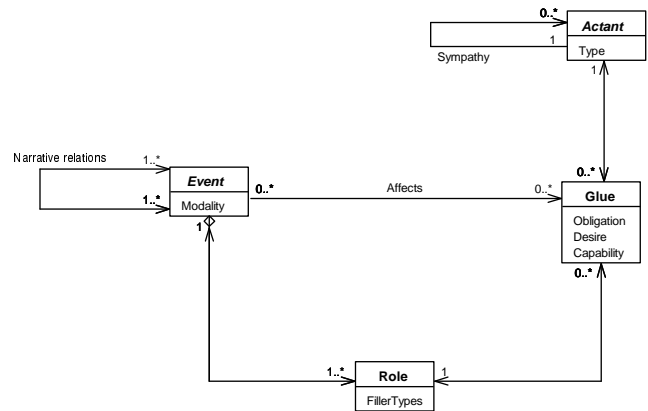 0..*
Actant
1
Type
Sympathy
1
Narrative relations
1..*
Event
0..*
Affects
0..*
0..*
Glue
1..*
Modality
1
Obligation
Desire
Capability
0..*
1..*
Role
1
FillerTypes